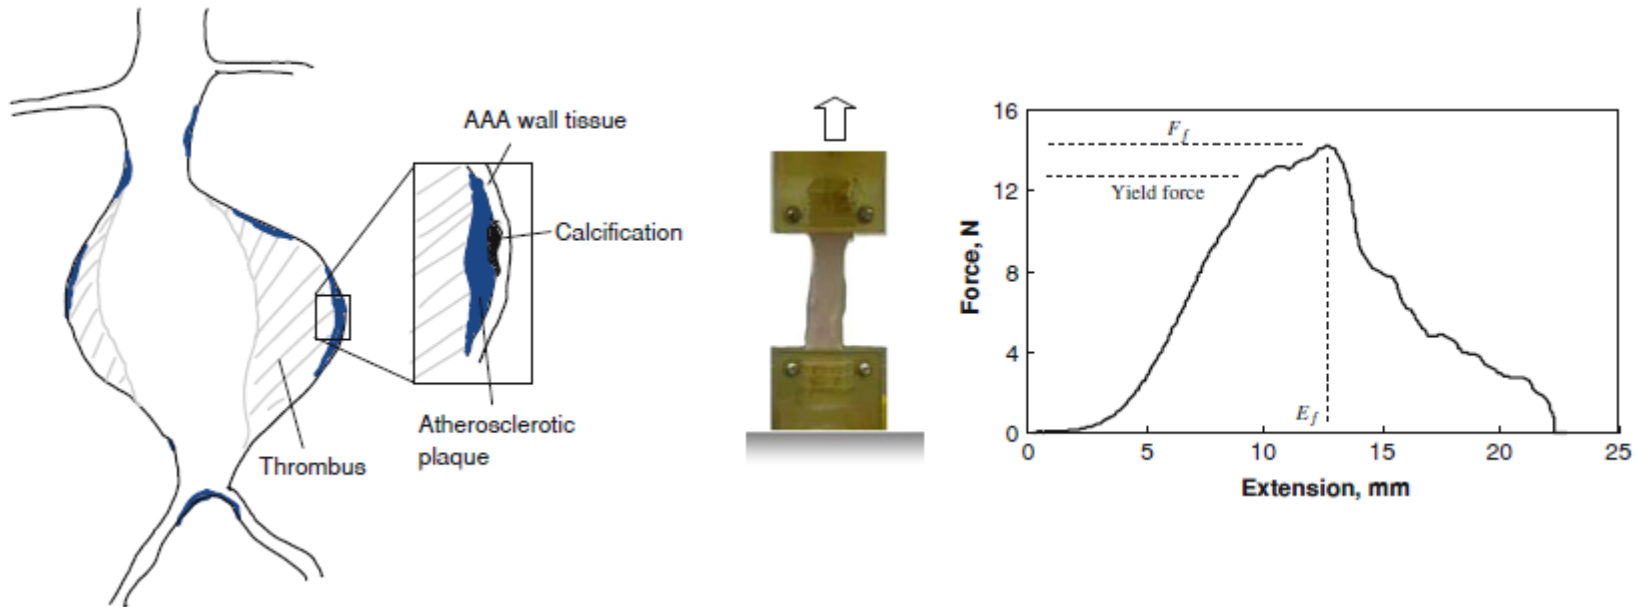 AAA wall tissue
Calcification
Atherosclerotic
plaque
Thrombus
Force, N
16
12
8
4
0
F_f
Yield force
E_f
0 5 10 15 20 25
Extension, mm